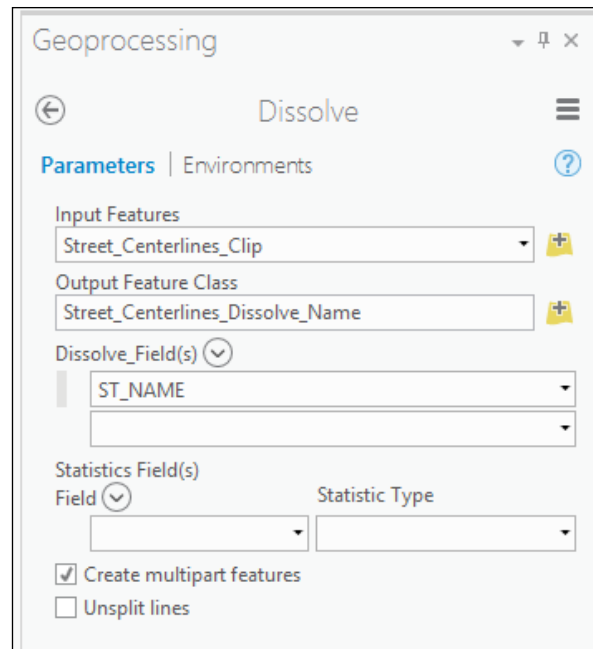 Geoprocessing
Dissolve
Parameters | Environments
?
Input Features
Street_Centerlines_Clip
Output Feature Class
Street_Centerlines_Dissolve_Name
Dissolve_Field(s)
ST_NAME
Statistics Field(s)
Field Statistic Type
Create multipart features
Unsplit lines